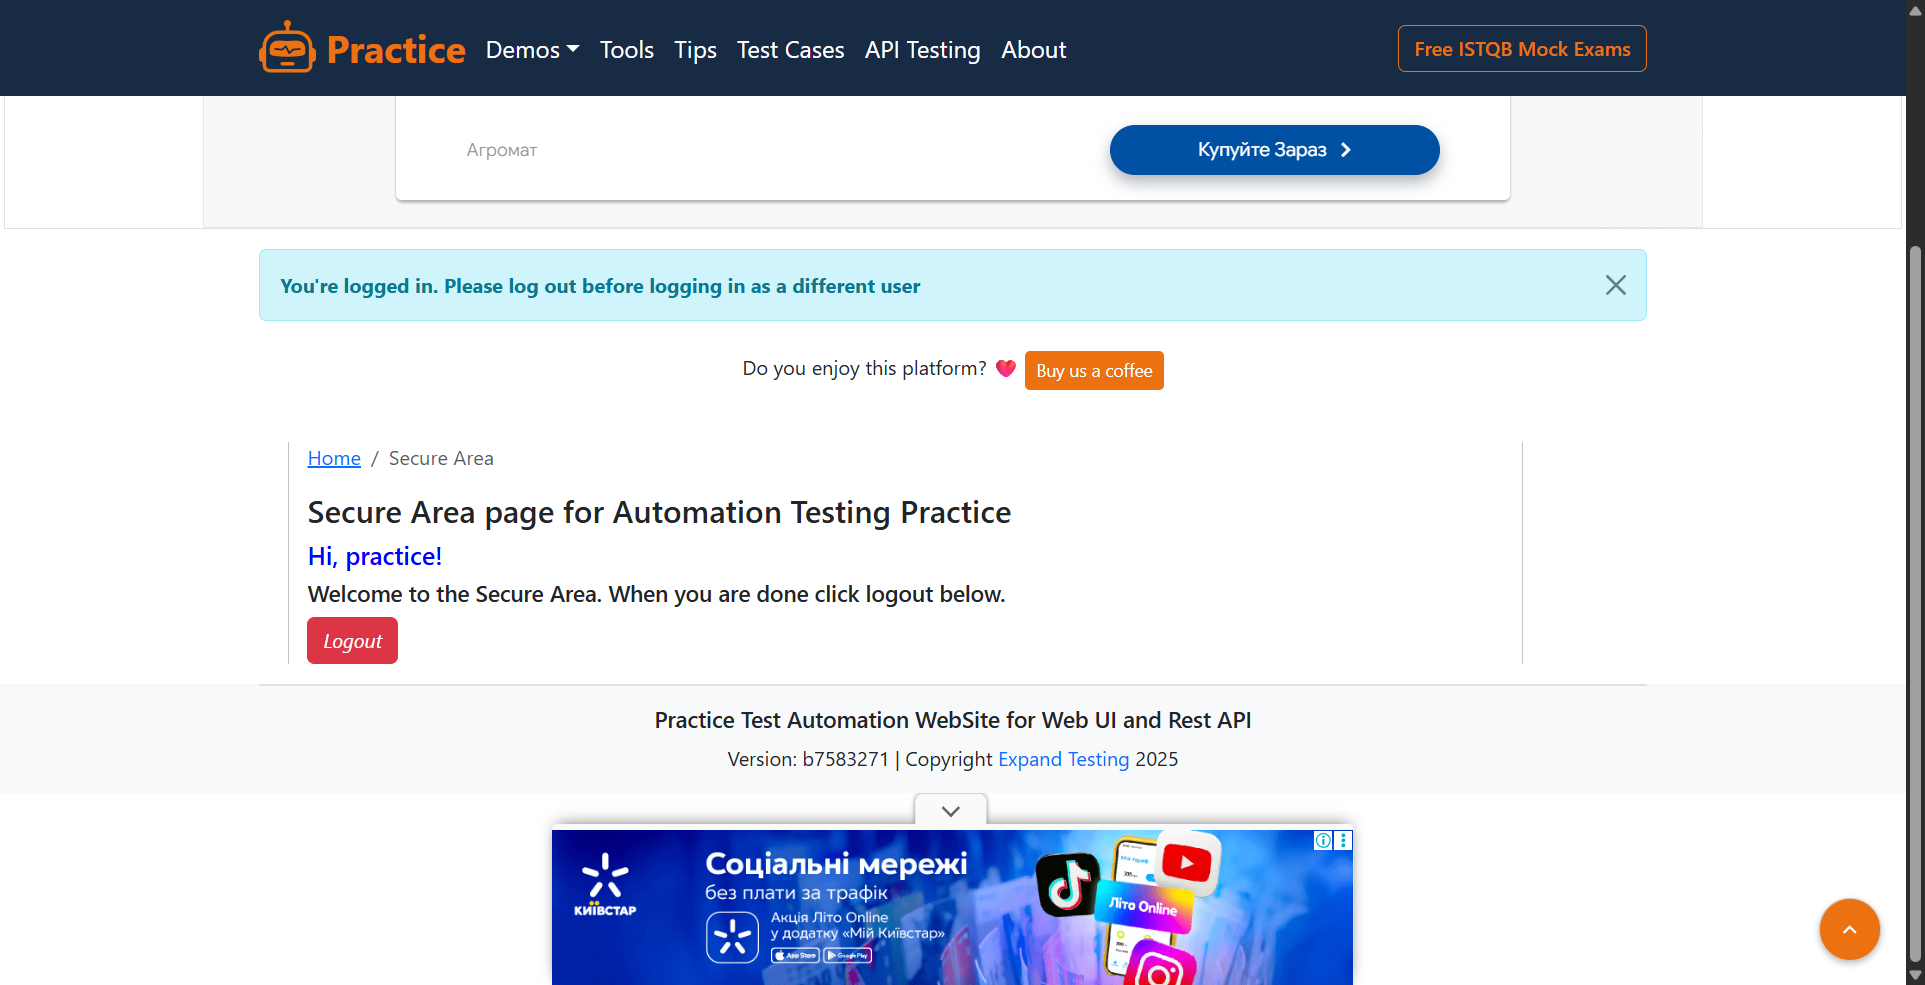 Practice Demos Tools Tips Test Cases API Testing About Free ISTQB Mock Exams
Агромат Купуйте Зараз
You're logged in. Please log out before logging in as a different user
Do you enjoy this platform? Buy us a coffee
Home / Secure Area
Secure Area page for Automation Testing Practice
Hi, practice!
Welcome to the Secure Area. When you are done click logout below.
Logout
Practice Test Automation WebSite for Web UI and Rest API
Version: b7583271 | Copyright Expand Testing 2025
КИЇВСТАР
Соціальні мережі
без плати за трафік
Акція Літо Online
у додатку «Мій Київстар»
App Store Google Play
Літо Online